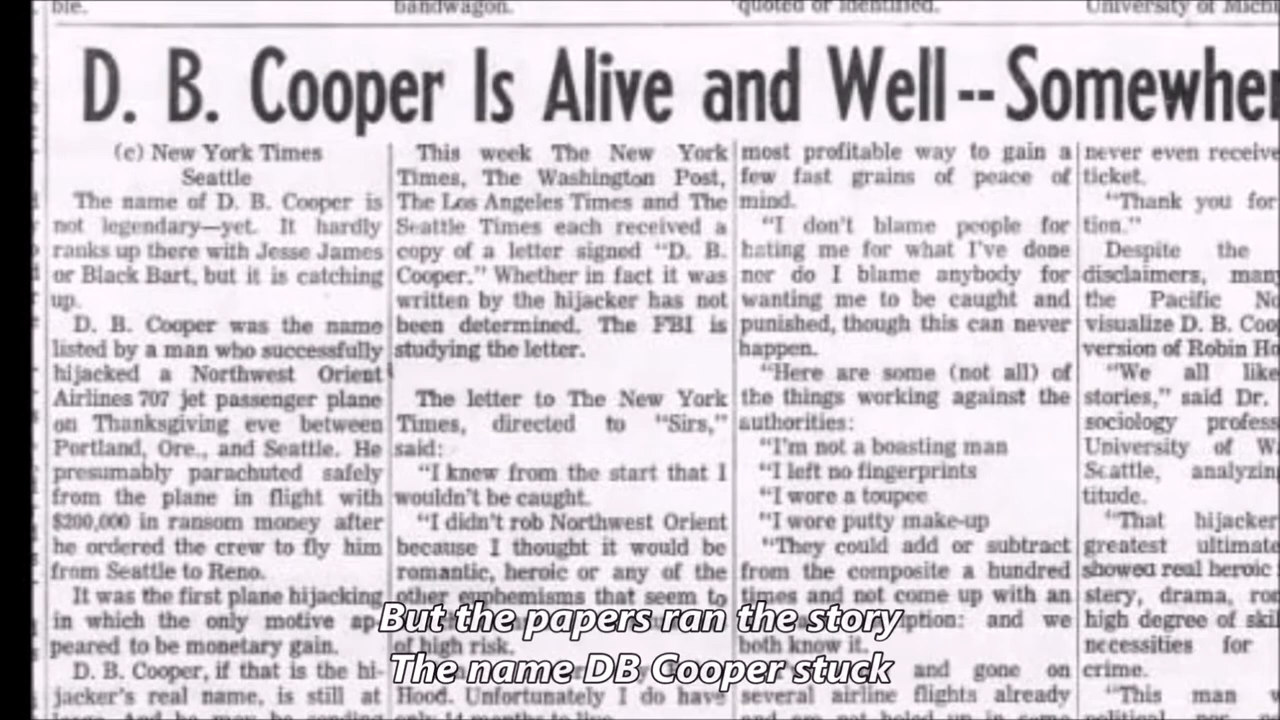 ble.
bandwagon.
quoted or identified.
University of Michi
D. B. Cooper Is Alive and Well -- Somewher
(c) New York Times
Seattle
The name of D. B. Cooper is
not legendary—yet. It hardly
ranks up there with Jesse James
or Black Bart, but it is catching
up.
D. B. Cooper was the name
listed by a man who successfully
hijacked a Northwest Orient
Airlines 707 jet passenger plane
on Thanksgiving eve between
Portland, Ore., and Seattle. He
presumably parachuted safely
from the plane in flight with
$200,000 in ransom money after
he ordered the crew to fly him
from Seattle to Reno.
It was the first plane hijacking
in which the only motive ap-
peared to be monetary gain.
D. B. Cooper, if that is the hi-
jacker's real name, is still at
This week The New York
Times, The Washington Post,
The Los Angeles Times and The
Seattle Times each received a
copy of a letter signed "D. B.
Cooper." Whether in fact it was
written by the hijacker has not
been determined. The FBI is
studying the letter.
The letter to The New York
Times, directed to "Sirs,"
said:
"I knew from the start that I
wouldn't be caught.
"I didn't rob Northwest Orient
because I thought it would be
romantic, heroic or any of the
other euphemisms that seem to
of high risk.
Hood. Unfortunately I do have
only 14 months to live
most profitable way to gain a
few fast grains of peace of
mind.
"I don't blame people for
hating me for what I've done
nor do I blame anybody for
wanting me to be caught and
punished, though this can never
happen.
"Here are some (not all) of
the things working against the
authorities:
"I'm not a boasting man
"I left no fingerprints
"I wore a toupee
"I wore putty make-up
"They could add or subtract
from the composite a hundred
times and not come up with an
and we
both know it.
and gone on
several airline flights already
never even receive
ticket.
"Thank you for
tion."
Despite the
disclaimers, man
the Pacific No
visualize D. B. Coo
version of Robin Ho
"We all like
stories," said Dr.
sociology profess
University of W
Seattle, analyzin
titude.
"That hijacker
greatest ultimate
showed real heroic
stery, drama, ro
high degree of skil
necessities for
crime.
"This man
But the papers ran the story
The name DB Cooper stuck